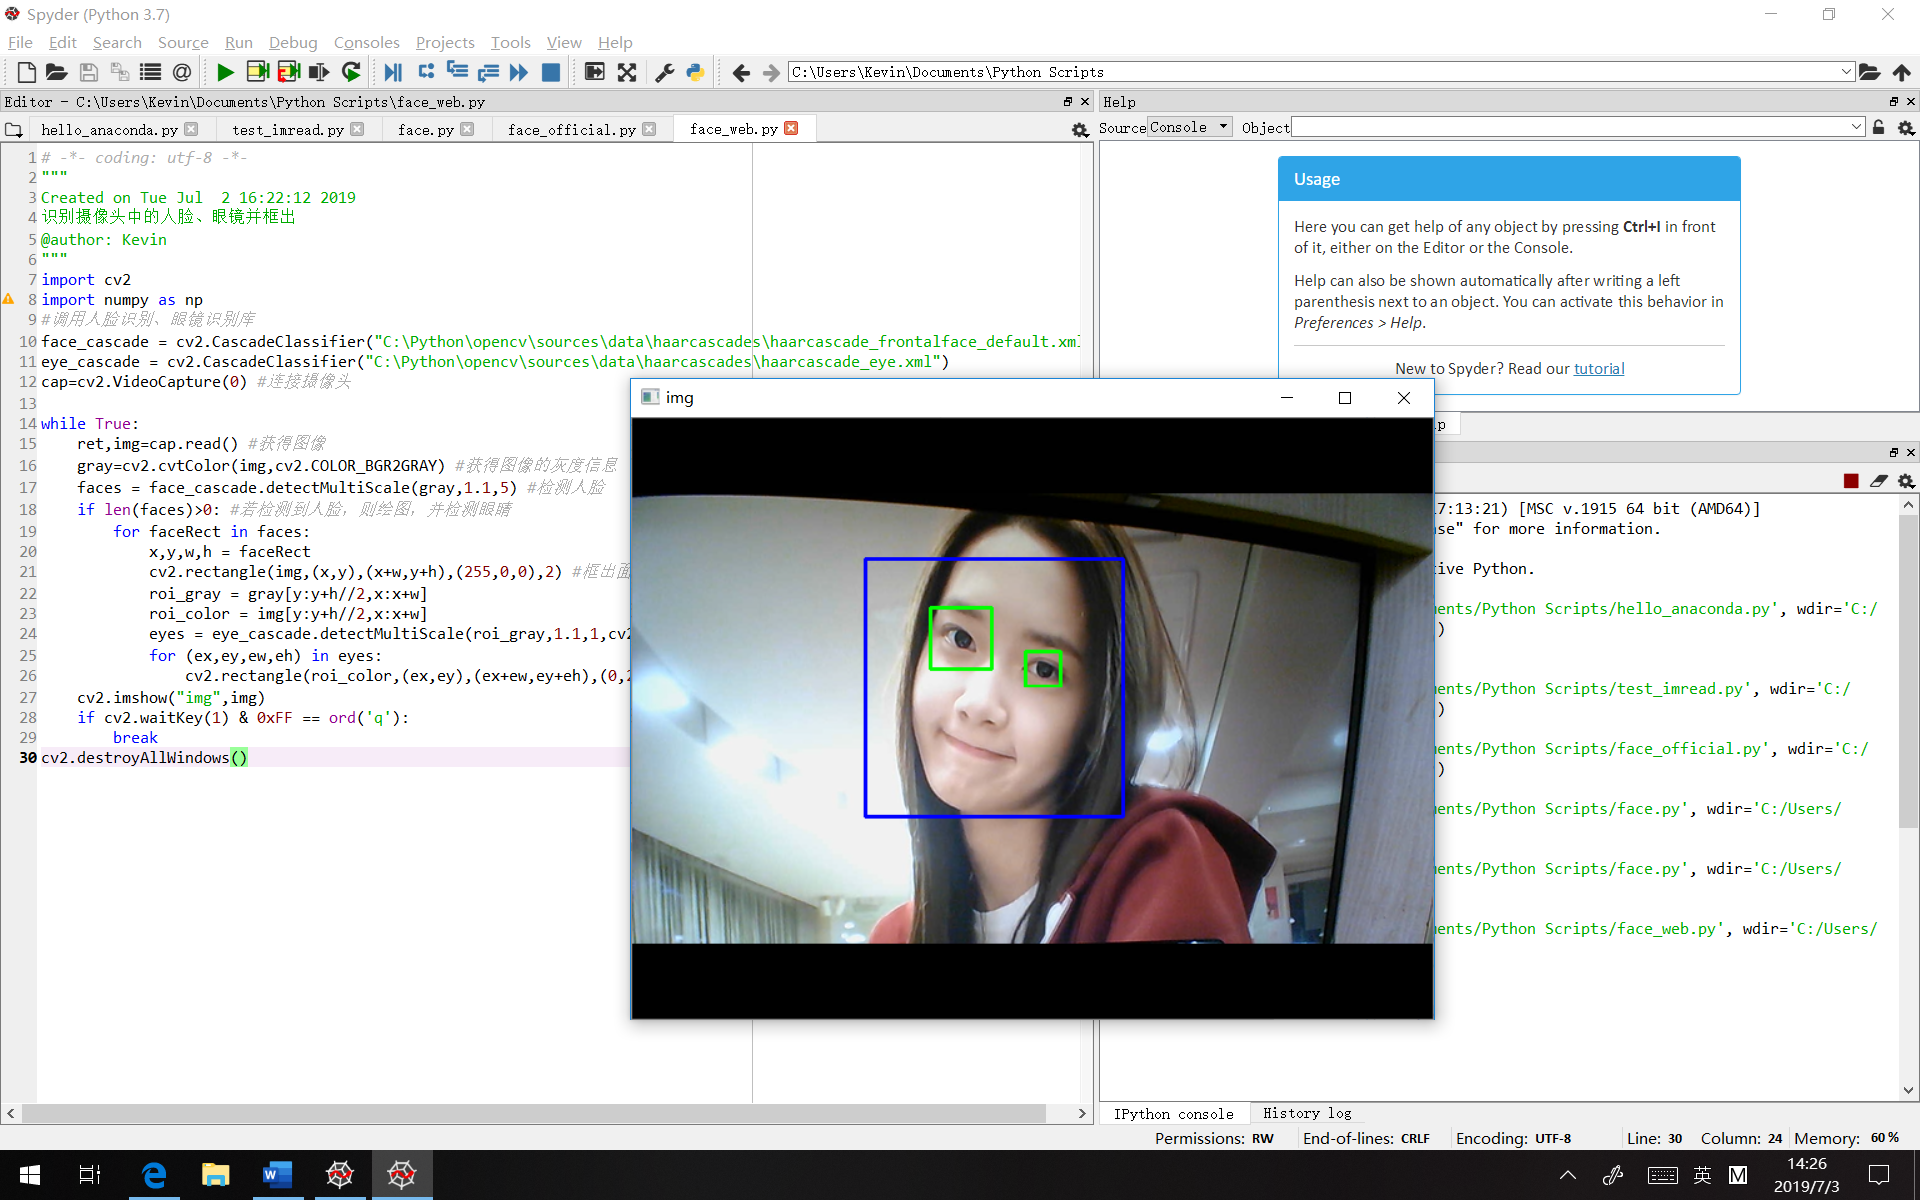 Spyder (Python 3.7)
File Edit Search Source Run Debug Consoles Projects Tools View Help
C:\Users\Kevin\Documents\Python Scripts
Editor - C:\Users\Kevin\Documents\Python Scripts\face_web.py
hello_anaconda.py test_imread.py face.py face_official.py face_web.py
1 # -*- coding: utf-8 -*-
2 """
3 Created on Tue Jul  2 16:22:12 2019
4 识别摄像头中的人脸、眼镜并框出
5 @author: Kevin
6 """
7 import cv2
8 import numpy as np
9 #调用人脸识别、眼镜识别库
10 face_cascade = cv2.CascadeClassifier("C:\Python\opencv\sources\data\haarcascades\haarcascade_frontalface_default.xml
11 eye_cascade = cv2.CascadeClassifier("C:\Python\opencv\sources\data\haarcascades\haarcascade_eye.xml")
12 cap=cv2.VideoCapture(0) #连接摄像头
13
14 while True:
15     ret,img=cap.read() #获得图像
16     gray=cv2.cvtColor(img,cv2.COLOR_BGR2GRAY) #获得图像的灰度信息
17     faces = face_cascade.detectMultiScale(gray,1.1,5) #检测人脸
18     if len(faces)>0: #若检测到人脸，则绘图，并检测眼睛
19         for faceRect in faces:
20             x,y,w,h = faceRect
21             cv2.rectangle(img,(x,y),(x+w,y+h),(255,0,0),2) #框出面
22             roi_gray = gray[y:y+h//2,x:x+w]
23             roi_color = img[y:y+h//2,x:x+w]
24             eyes = eye_cascade.detectMultiScale(roi_gray,1.1,1,cv2
25             for (ex,ey,ew,eh) in eyes:
26                 cv2.rectangle(roi_color,(ex,ey),(ex+ew,ey+eh),(0,2
27     cv2.imshow("img",img)
28     if cv2.waitKey(1) & 0xFF == ord('q'):
29         break
30 cv2.destroyAllWindows()
Help
Source Console Object
Usage
Here you can get help of any object by pressing Ctrl+I in front
of it, either on the Editor or the Console.
Help can also be shown automatically after writing a left
parenthesis next to an object. You can activate this behavior in
Preferences > Help.
New to Spyder? Read our tutorial
img
p
7:13:21) [MSC v.1915 64 bit (AMD64)]
se" for more information.
tive Python.
ments/Python Scripts/hello_anaconda.py', wdir='C:/
)
ments/Python Scripts/test_imread.py', wdir='C:/
)
ments/Python Scripts/face_official.py', wdir='C:/
)
ments/Python Scripts/face.py', wdir='C:/Users/
ments/Python Scripts/face.py', wdir='C:/Users/
ments/Python Scripts/face_web.py', wdir='C:/Users/
IPython console History log
Permissions: RW End-of-lines: CRLF Encoding: UTF-8 Line: 30 Column: 24 Memory: 60 %
英 M
14:26
2019/7/3